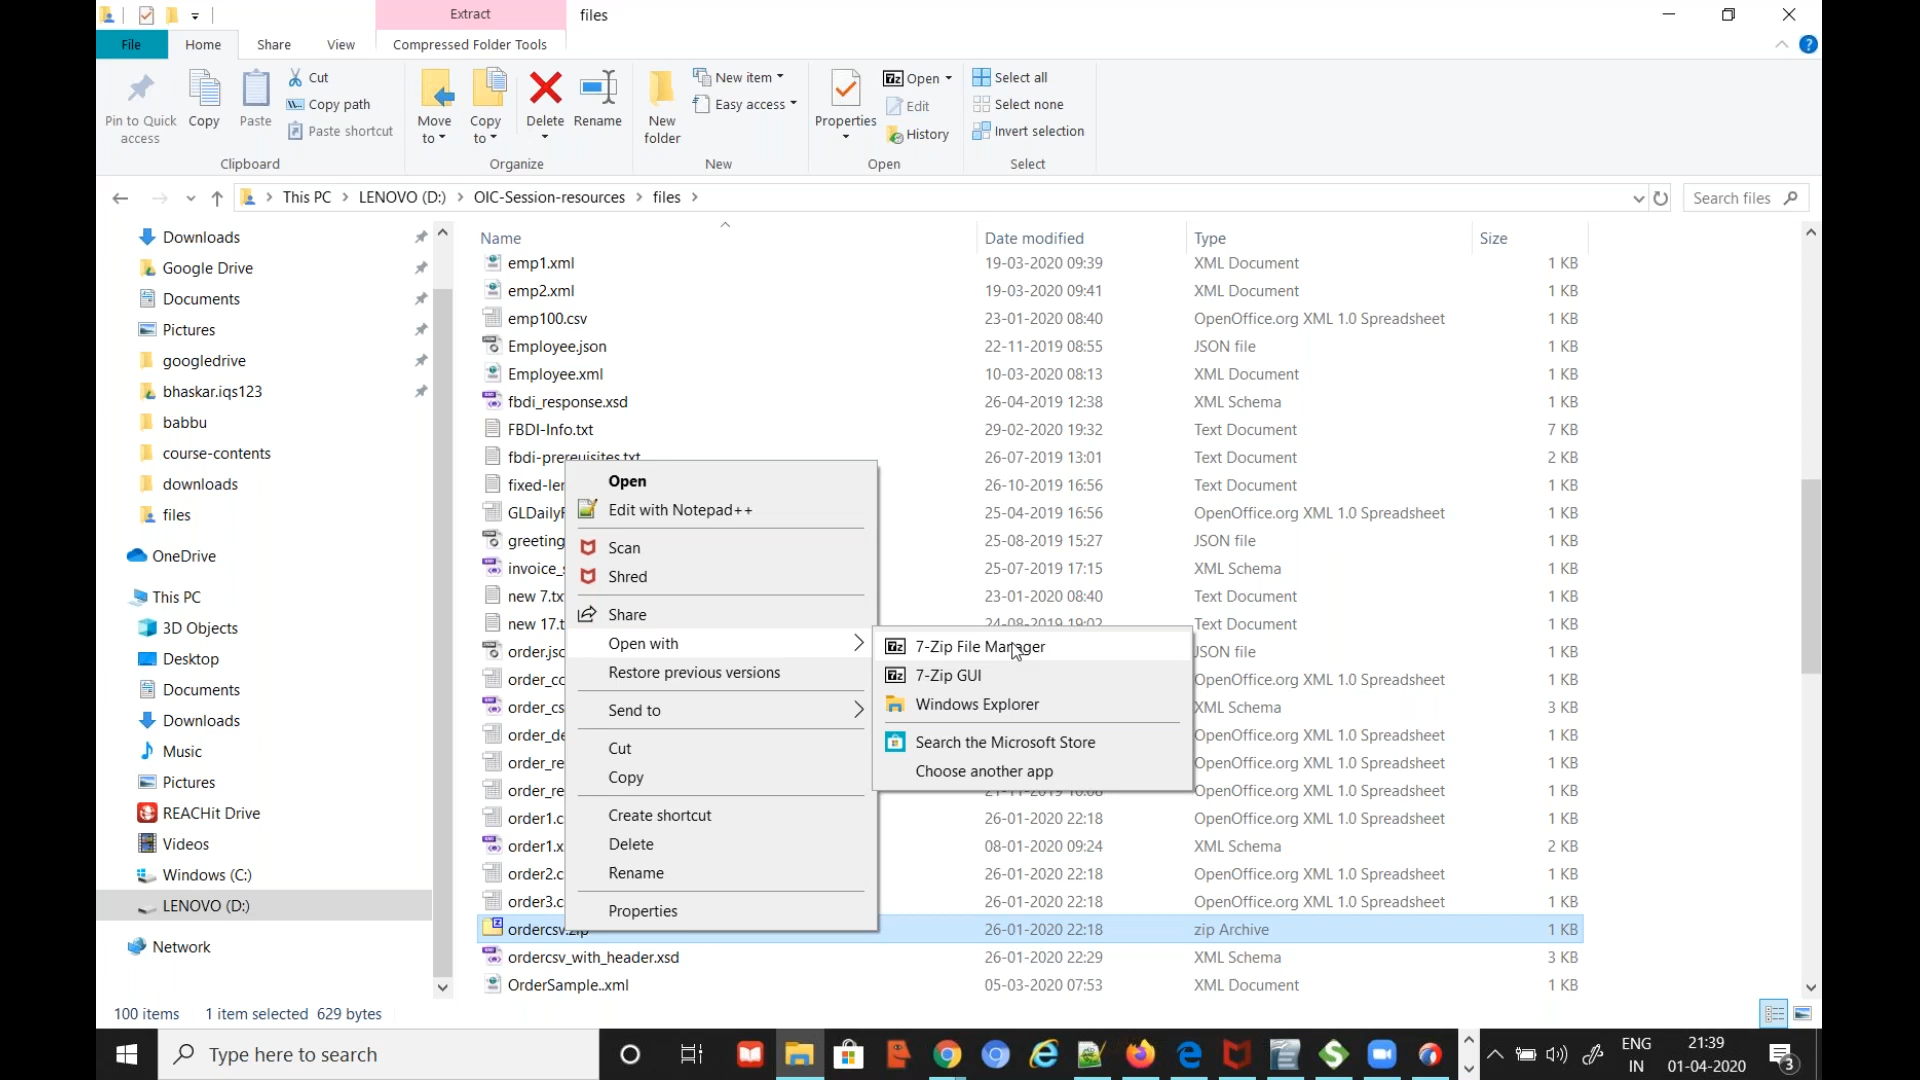 Extract
files
File
Home
Share
View
Compressed Folder Tools
Pin to Quick access
Copy
Paste
Cut
Copy path
Paste shortcut
Clipboard
Move to
Copy to
Delete
Rename
Organize
New folder
New item
Easy access
New
Properties
Open
Edit
History
Open
Select all
Select none
Invert selection
Select
This PC > LENOVO (D:) > OIC-Session-resources > files >
Search files
Downloads
Google Drive
Documents
Pictures
googledrive
bhaskar.iqs123
babbu
course-contents
downloads
files
OneDrive
This PC
3D Objects
Desktop
Documents
Downloads
Music
Pictures
REACHit Drive
Videos
Windows (C:)
LENOVO (D:)
Network
Name Date modified Type Size
emp1.xml 19-03-2020 09:39 XML Document 1 KB
emp2.xml 19-03-2020 09:41 XML Document 1 KB
emp100.csv 23-01-2020 08:40 OpenOffice.org XML 1.0 Spreadsheet 1 KB
Employee.json 22-11-2019 08:55 JSON file 1 KB
Employee.xml 10-03-2020 08:13 XML Document 1 KB
fbdi_response.xsd 26-04-2019 12:38 XML Schema 1 KB
FBDI-Info.txt 29-02-2020 19:32 Text Document 7 KB
fbdi-prerequisites.txt 26-07-2019 13:01 Text Document 2 KB
fixed-ler 26-10-2019 16:56 Text Document 1 KB
GLDailyF 25-04-2019 16:56 OpenOffice.org XML 1.0 Spreadsheet 1 KB
greeting 25-08-2019 15:27 JSON file 1 KB
invoice_s 25-07-2019 17:15 XML Schema 1 KB
new 7.tx 23-01-2020 08:40 Text Document 1 KB
new 17.t 24-08-2019 19:02 Text Document 1 KB
order.jsc JSON file 1 KB
order_cc OpenOffice.org XML 1.0 Spreadsheet 1 KB
order_cs XML Schema 3 KB
order_de OpenOffice.org XML 1.0 Spreadsheet 1 KB
order_re OpenOffice.org XML 1.0 Spreadsheet 1 KB
order_re OpenOffice.org XML 1.0 Spreadsheet 1 KB
order1.c 26-01-2020 22:18 OpenOffice.org XML 1.0 Spreadsheet 1 KB
order1.x 08-01-2020 09:24 XML Schema 2 KB
order2.c 26-01-2020 22:18 OpenOffice.org XML 1.0 Spreadsheet 1 KB
order3.c 26-01-2020 22:18 OpenOffice.org XML 1.0 Spreadsheet 1 KB
ordercsv.zip 26-01-2020 22:18 zip Archive 1 KB
ordercsv_with_header.xsd 26-01-2020 22:29 XML Schema 3 KB
OrderSample..xml 05-03-2020 07:53 XML Document 1 KB
Open
Edit with Notepad++
Scan
Shred
Share
Open with
Restore previous versions
Send to
Cut
Copy
Create shortcut
Delete
Rename
Properties
7-Zip File Manager
7-Zip GUI
Windows Explorer
Search the Microsoft Store
Choose another app
100 items 1 item selected 629 bytes
Type here to search
ENG
IN
21:39
01-04-2020
3